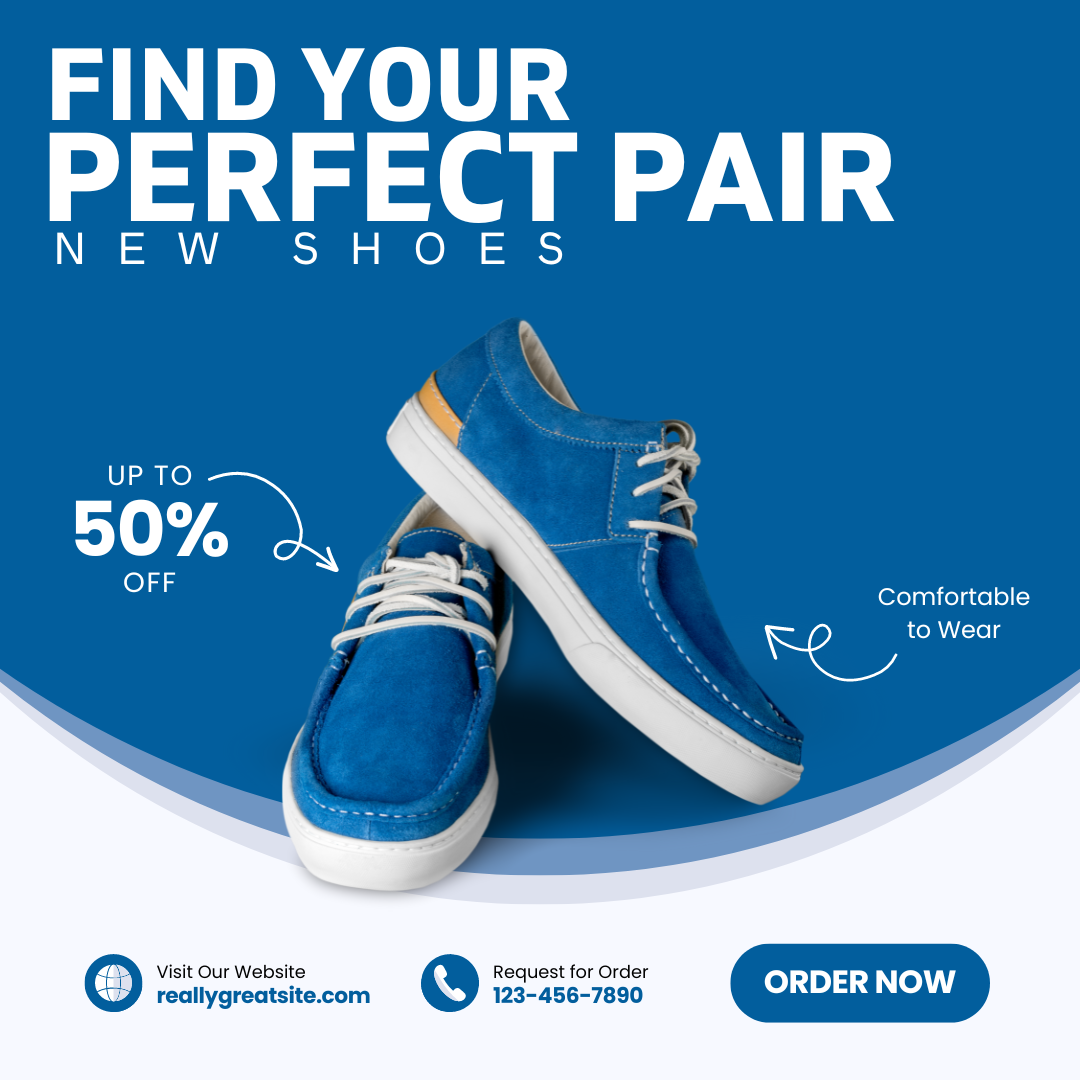 FIND YOUR
PERFECT PAIR
NEW SHOES
UP TO
50%
OFF
Comfortable
to Wear
Visit Our Website
reallygreatsite.com
Request for Order
123-456-7890
ORDER NOW